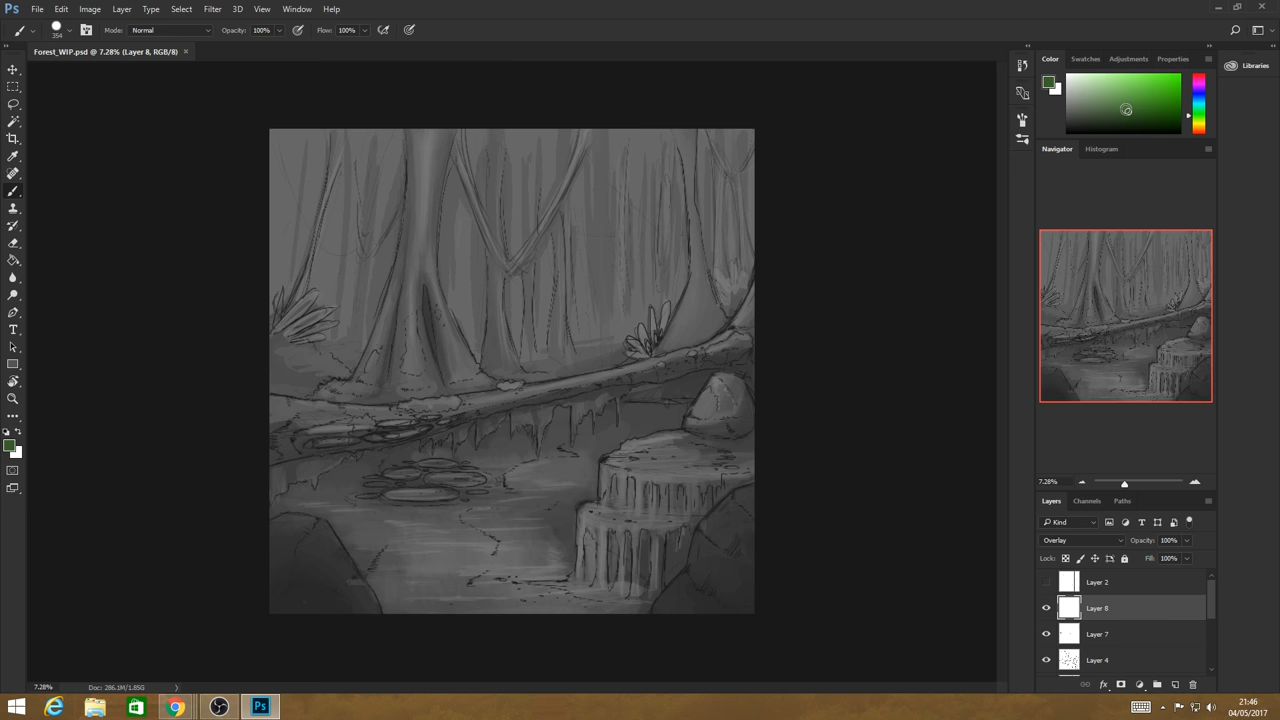 Ps File Edit Image Layer Type Select Filter 3D View Window Help
354 Mode: Normal Opacity: 100% Flow: 100%
Forest_WIP.psd @ 7.28% (Layer 8, RGB/8) ×
Color Swatches Adjustments Properties
Libraries
Navigator Histogram
7.28%
Layers Channels Paths
Kind
Overlay Opacity: 100%
Lock: Fill: 100%
Layer 2
Layer 8
Layer 7
Layer 4
fx
7.28% Doc: 286.1M/1.85G
Ps
21:46
04/05/2017